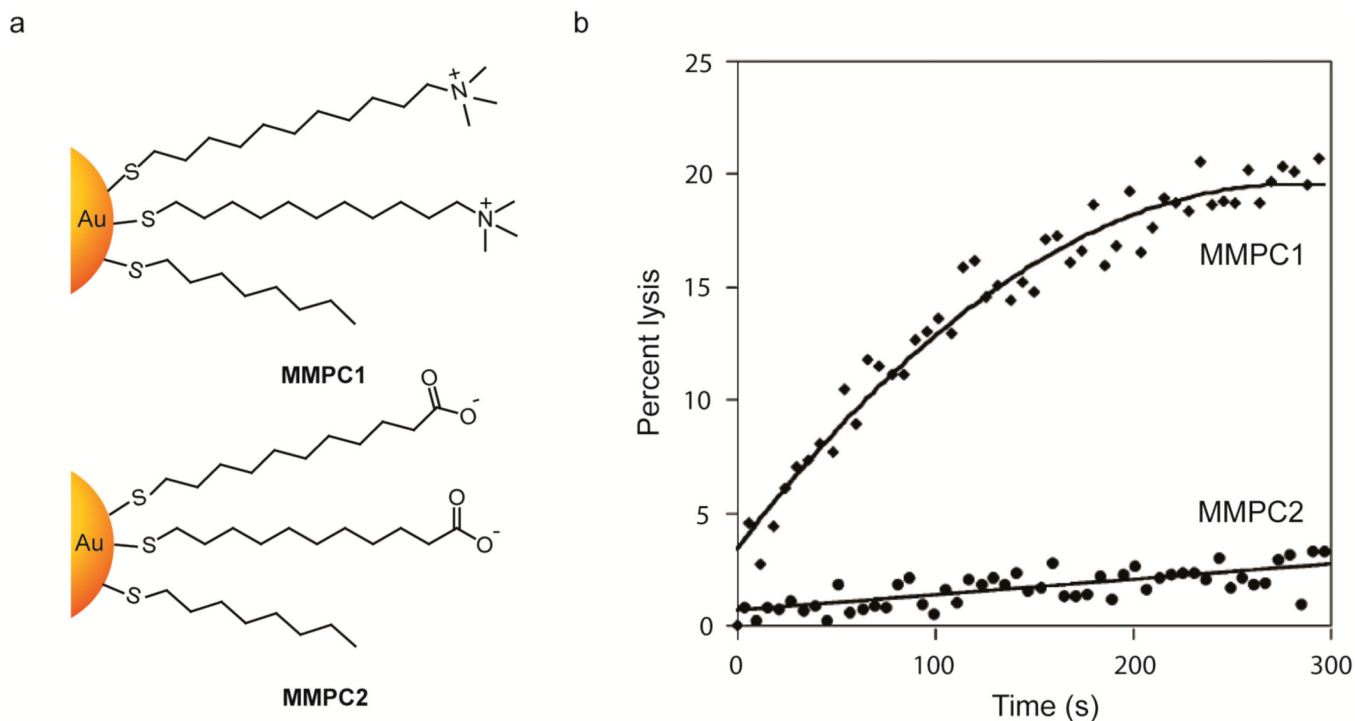 a
N
+
S
Au
S
N
+
S
MMPC1
O
O-
S
O
Au
S
O-
S
MMPC2
b
25
20
15
10
5
0
Percent lysis
MMPC1
MMPC2
0 100 200 300
Time (s)